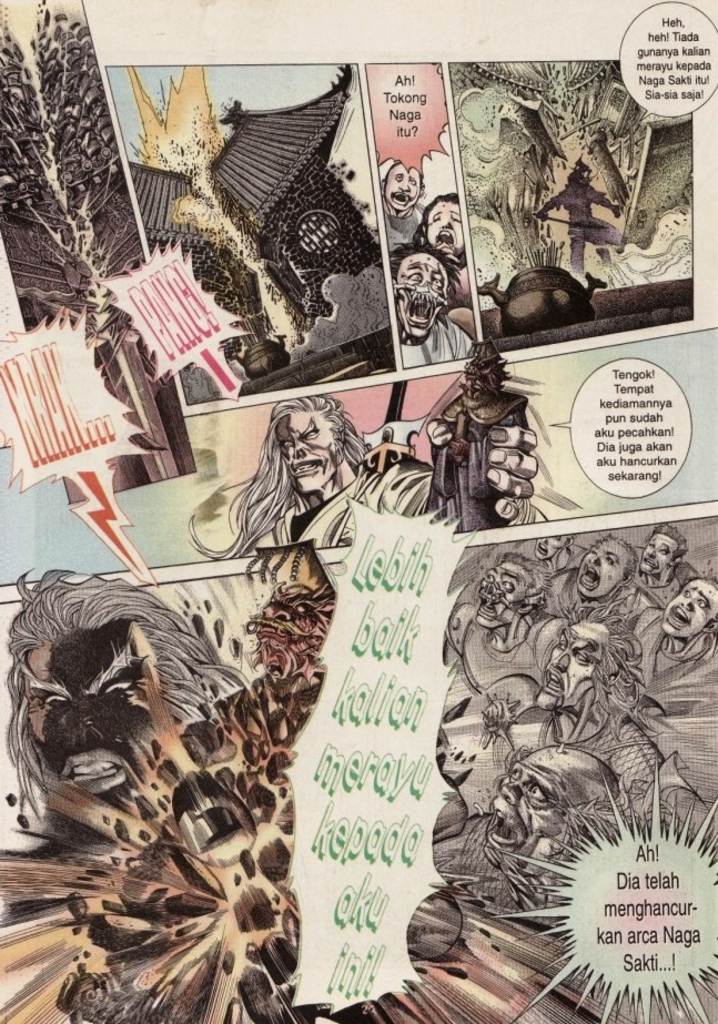 Heh,
heh! Tiada
gunanya kalian
merayu kepada
Naga Sakti itu!
Sia-sia saja!
Ah!
Tokong
Naga
itu?
Tengok!
Tempat
kediamannya
pun sudah
aku pecahkan!
Dia juga akan
aku hancurkan
sekarang!
Lebih
baik
kalian
merayu
kepada
aku
ini!
Ah!
Dia telah
menghancur-
kan arca Naga
Sakti...!